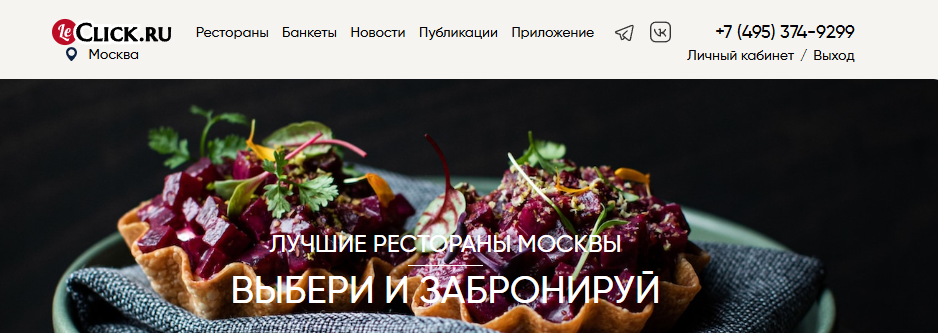 LeCLICK.RU
Рестораны Банкеты Новости Публикации Приложение
+7 (495) 374-9299
Москва
Личный кабинет / Выход
ЛУЧШИЕ РЕСТОРАНЫ МОСКВЫ
ВЫБЕРИ И ЗАБРОНИРУЙ